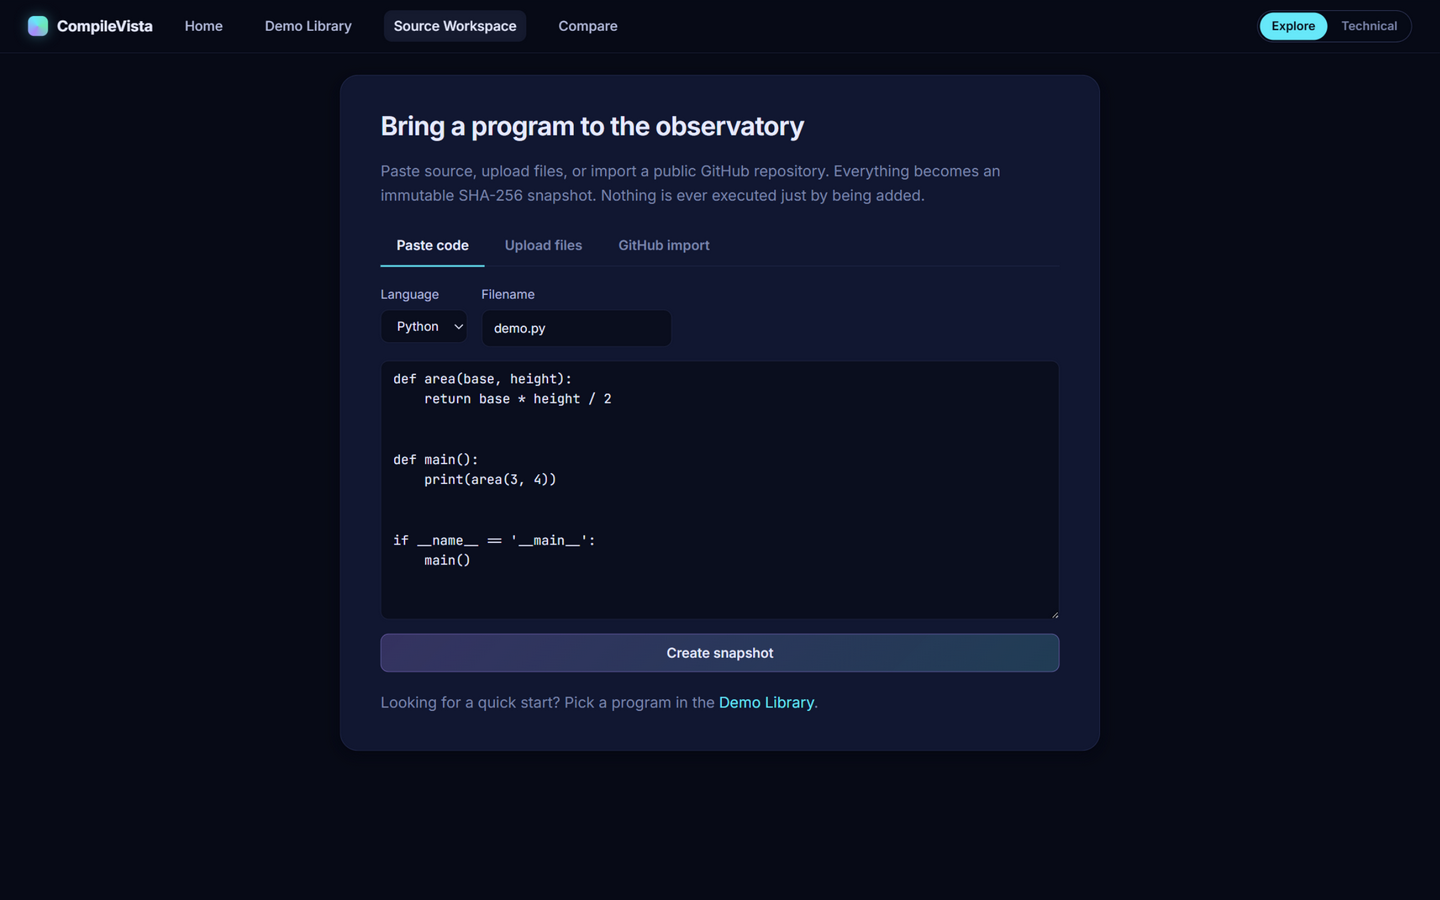 CompileVista
Home
Demo Library
Source Workspace
Compare
Explore
Technical
Bring a program to the observatory
Paste source, upload files, or import a public GitHub repository. Everything becomes an
immutable SHA-256 snapshot. Nothing is ever executed just by being added.
Paste code
Upload files
GitHub import
Language
Filename
Python
demo.py
def area(base, height):
    return base * height / 2
def main():
    print(area(3, 4))
if __name__ == '__main__':
    main()
Create snapshot
Looking for a quick start? Pick a program in the Demo Library.